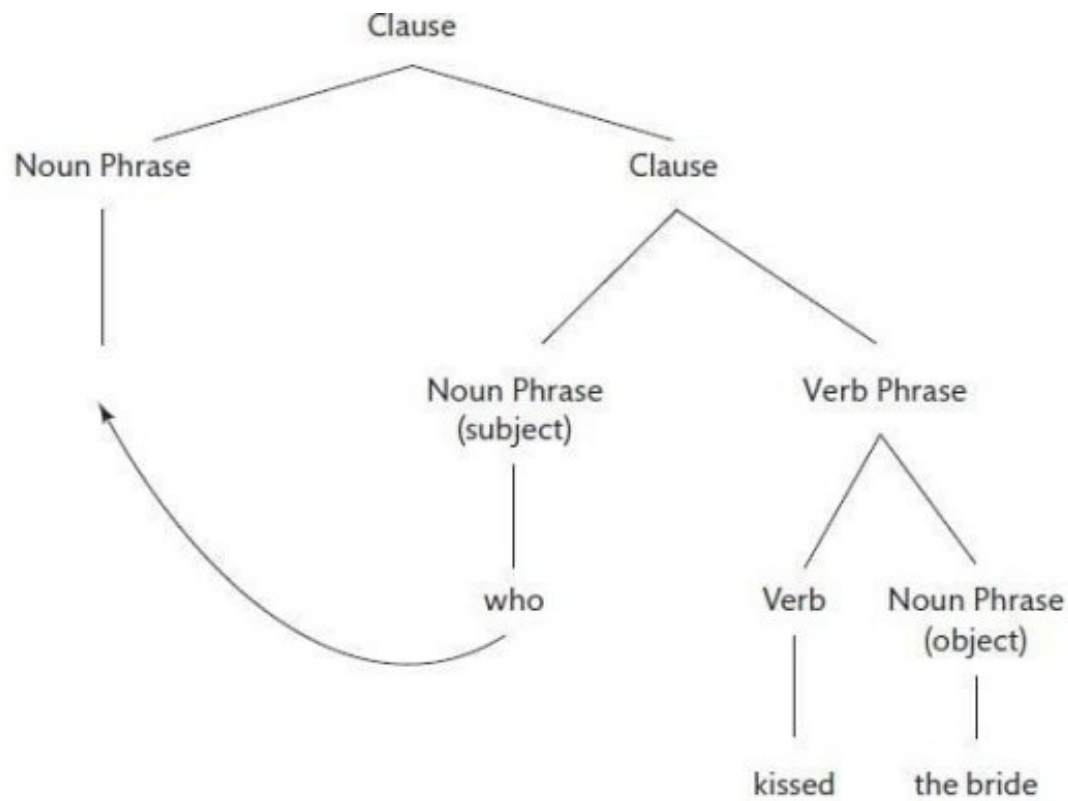 Clause
Noun Phrase
Clause
Noun Phrase
(subject)
Verb Phrase
who
Verb
Noun Phrase
(object)
kissed
the bride